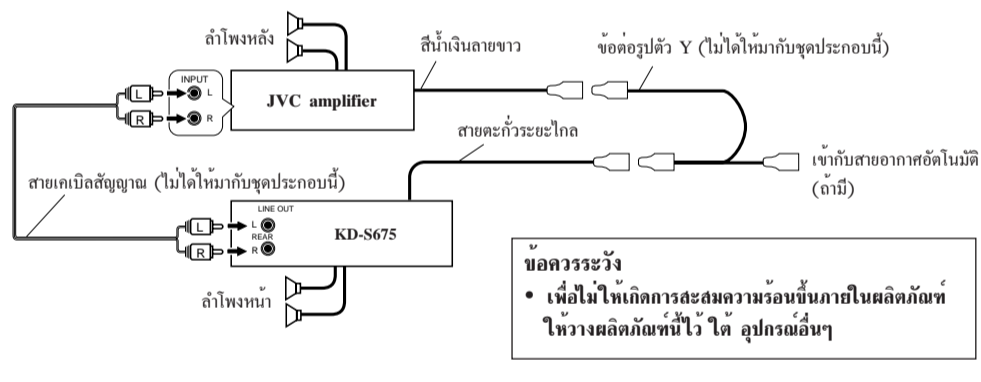 ลำโพงหลัง
สีน้ำเงินลายขาว
ข้อต่อรูปตัว Y (ไม่ได้ให้มากับชุดประกอบนี้)
INPUT
L
L
R
R
JVC amplifier
สายตะกั่วระยะไกล
เข้ากับสายอากาศอัตโนมัติ
(ถ้ามี)
สายเคเบิลสัญญาณ (ไม่ได้ให้มากับชุดประกอบนี้)
LINE OUT
L
L
REAR
R
R
KD-S675
ลำโพงหน้า
ข้อควรระวัง
• เพื่อไม่ให้เกิดการสะสมความร้อนขึ้นภายในผลิตภัณฑ์
ให้วางผลิตภัณฑ์นี้ไว้ ใต้ อุปกรณ์อื่นๆ